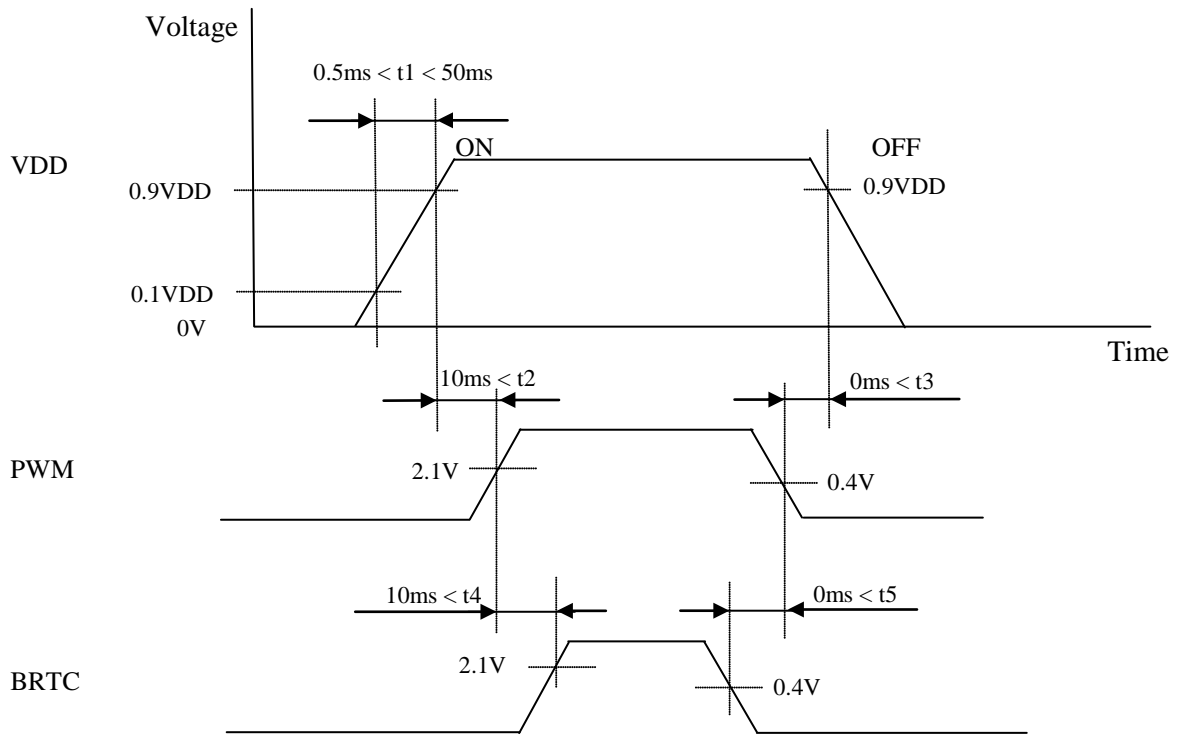 Voltage
0.5ms < t1 < 50ms
ON
OFF
VDD
0.9VDD
0.9VDD
0.1VDD
0V
Time
10ms < t2
0ms < t3
PWM
2.1V
0.4V
10ms < t4
0ms < t5
2.1V
0.4V
BRTC